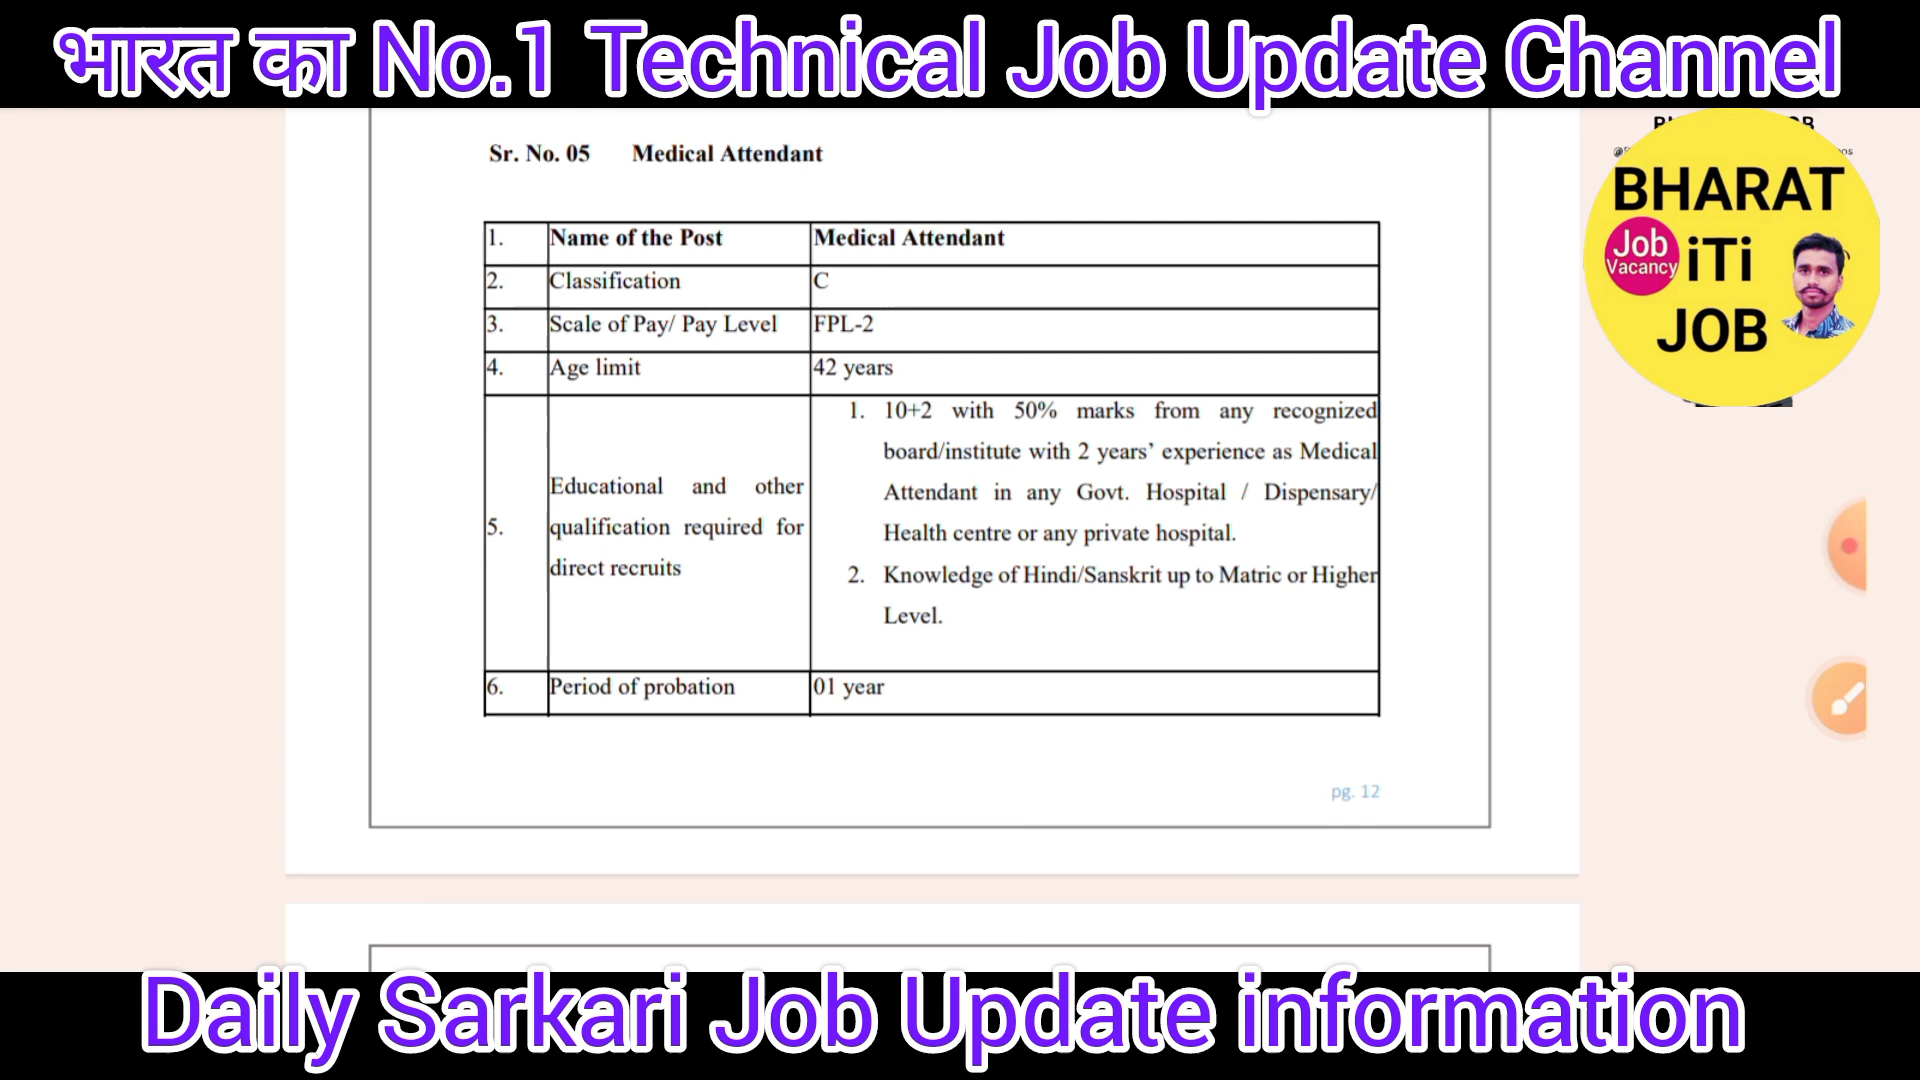 भारत का No.1 Technical Job Update Channel
Sr. No. 05 Medical Attendant
1. Name of the Post Medical Attendant
2. Classification C
3. Scale of Pay/ Pay Level FPL-2
4. Age limit 42 years
5. Educational and other
qualification required for
direct recruits
1. 10+2 with 50% marks from any recognized
board/institute with 2 years’ experience as Medical
Attendant in any Govt. Hospital / Dispensary/
Health centre or any private hospital.
2. Knowledge of Hindi/Sanskrit up to Matric or Higher
Level.
6. Period of probation 01 year
pg. 12
BHARAT
Job
Vacancy
iTi
JOB
Daily Sarkari Job Update information